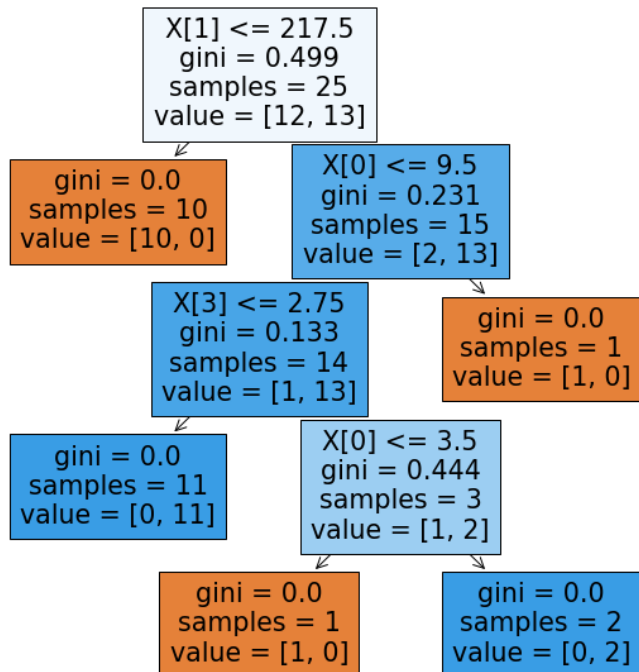 X[1] <= 217.5
gini = 0.499
samples = 25
value = [12, 13]
gini = 0.0
samples = 10
value = [10, 0]
X[0] <= 9.5
gini = 0.231
samples = 15
value = [2, 13]
X[3] <= 2.75
gini = 0.133
samples = 14
value = [1, 13]
gini = 0.0
samples = 1
value = [1, 0]
gini = 0.0
samples = 11
value = [0, 11]
X[0] <= 3.5
gini = 0.444
samples = 3
value = [1, 2]
gini = 0.0
samples = 1
value = [1, 0]
gini = 0.0
samples = 2
value = [0, 2]